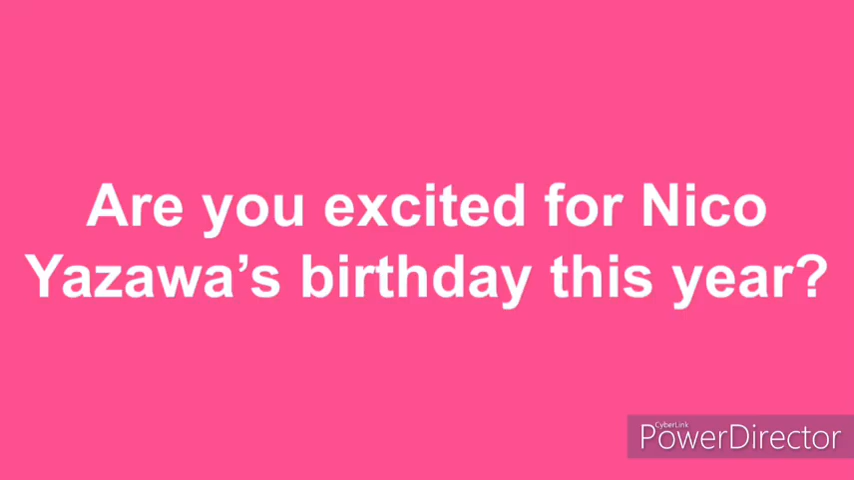 Are you excited for Nico
Yazawa’s birthday this year?
CyberLink
PowerDirector